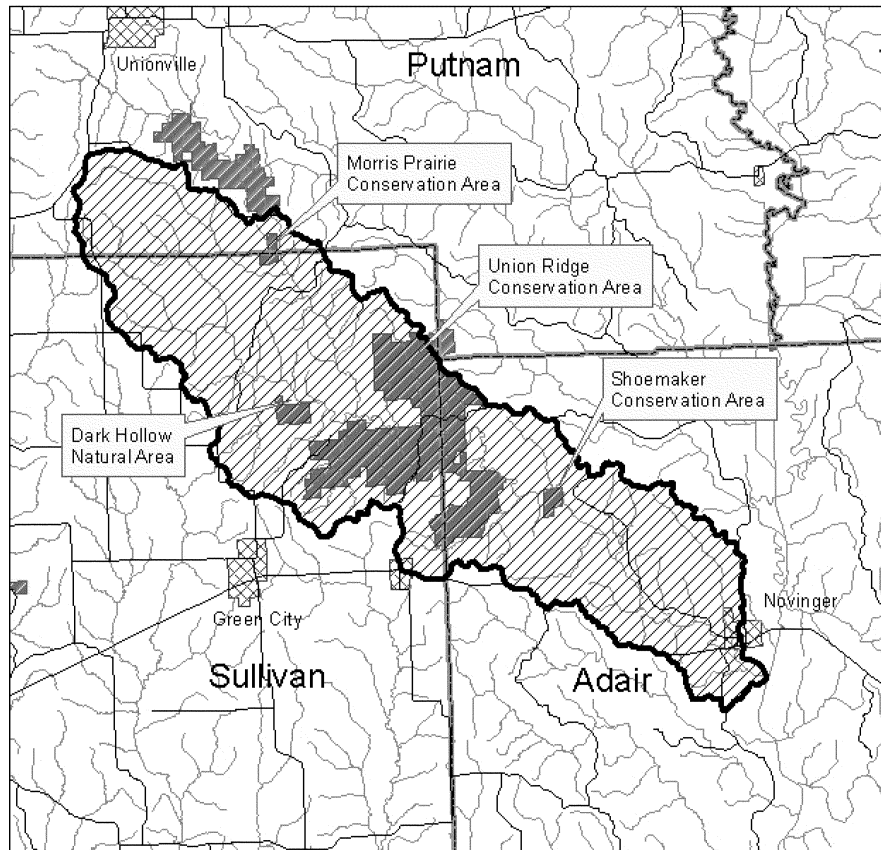 Putnam
Unionville
Morris Prairie
Conservation Area
Union Ridge
Conservation Area
Shoemaker
Conservation Area
Dark Hollow
Natural Area
Novinger
Green City
Sullivan
Adair